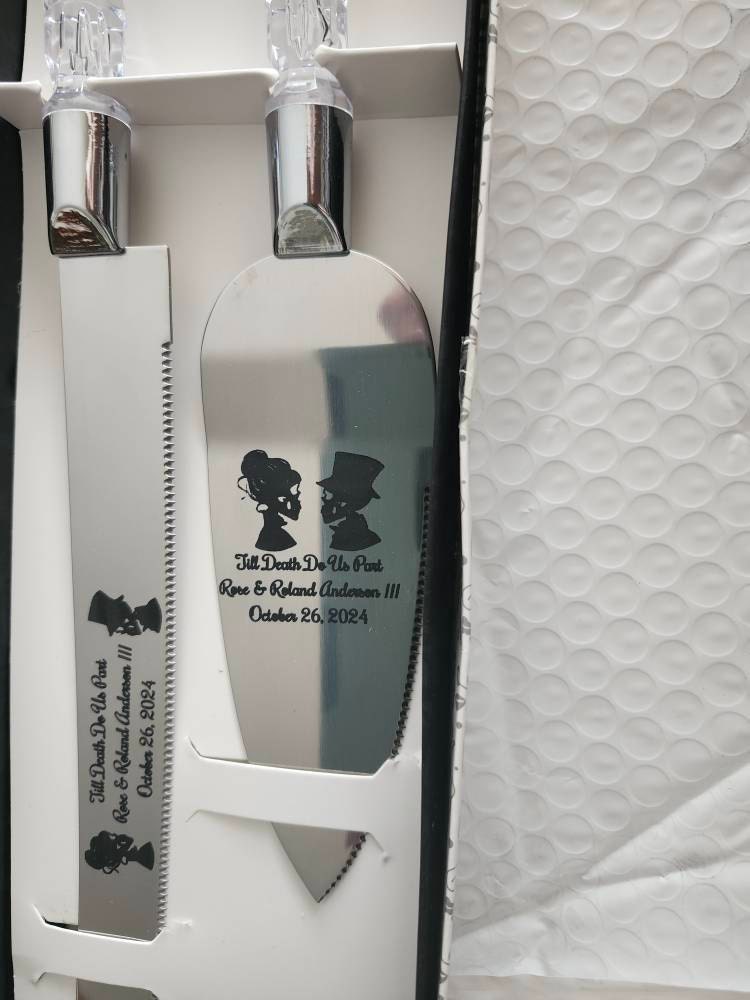 Till Death Do Us Part
Rose & Roland Anderson III
October 26, 2024
Till Death Do Us Part
Rose & Roland Anderson III
October 26, 2024